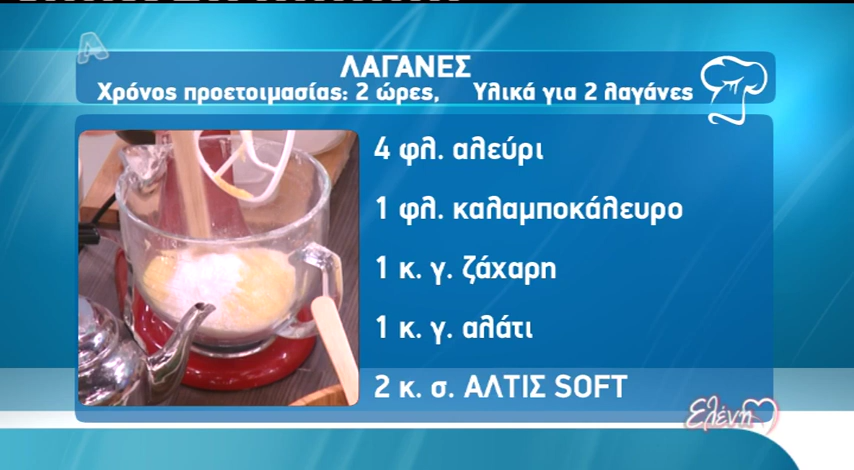 A
ΛΑΓΑΝΕΣ
Χρόνος προετοιμασίας: 2 ώρες, Υλικά για 2 λαγάνες
4 φλ. αλεύρι
1 φλ. καλαμποκάλευρο
1 κ. γ. ζάχαρη
1 κ. γ. αλάτι
2 κ. σ. ΑΛΤΙΣ SOFT
Ελένη